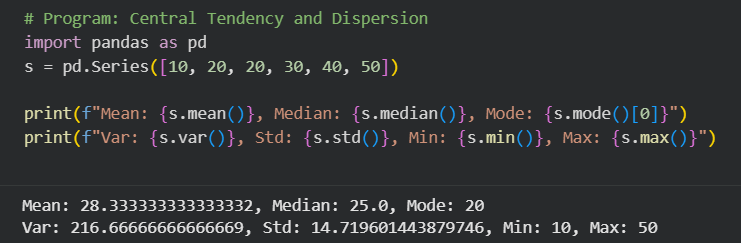 # Program: Central Tendency and Dispersion
import pandas as pd
s = pd.Series([10, 20, 20, 30, 40, 50])
print(f"Mean: {s.mean()}, Median: {s.median()}, Mode: {s.mode()[0]}")
print(f"Var: {s.var()}, Std: {s.std()}, Min: {s.min()}, Max: {s.max()}")
Mean: 28.333333333333332, Median: 25.0, Mode: 20
Var: 216.66666666666669, Std: 14.719601443879746, Min: 10, Max: 50